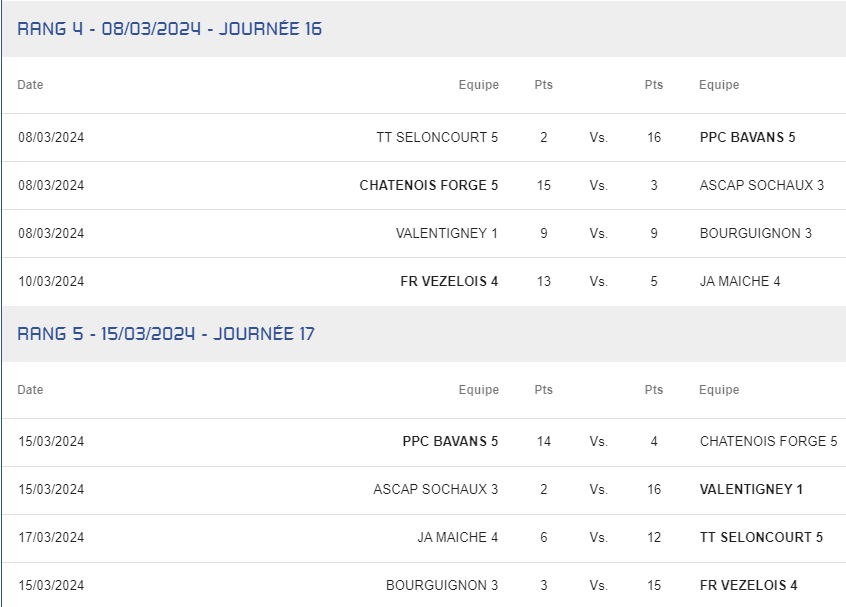 RANG 4 - 08/03/2024 - JOURNÉE 16
Date Equipe Pts Pts Equipe
08/03/2024 TT SELONCOURT 5 2 Vs. 16 PPC BAVANS 5
08/03/2024 CHATENOIS FORGE 5 15 Vs. 3 ASCAP SOCHAUX 3
08/03/2024 VALENTIGNEY 1 9 Vs. 9 BOURGUIGNON 3
10/03/2024 FR VEZELOIS 4 13 Vs. 5 JA MAICHE 4
RANG 5 - 15/03/2024 - JOURNÉE 17
Date Equipe Pts Pts Equipe
15/03/2024 PPC BAVANS 5 14 Vs. 4 CHATENOIS FORGE 5
15/03/2024 ASCAP SOCHAUX 3 2 Vs. 16 VALENTIGNEY 1
17/03/2024 JA MAICHE 4 6 Vs. 12 TT SELONCOURT 5
15/03/2024 BOURGUIGNON 3 3 Vs. 15 FR VEZELOIS 4